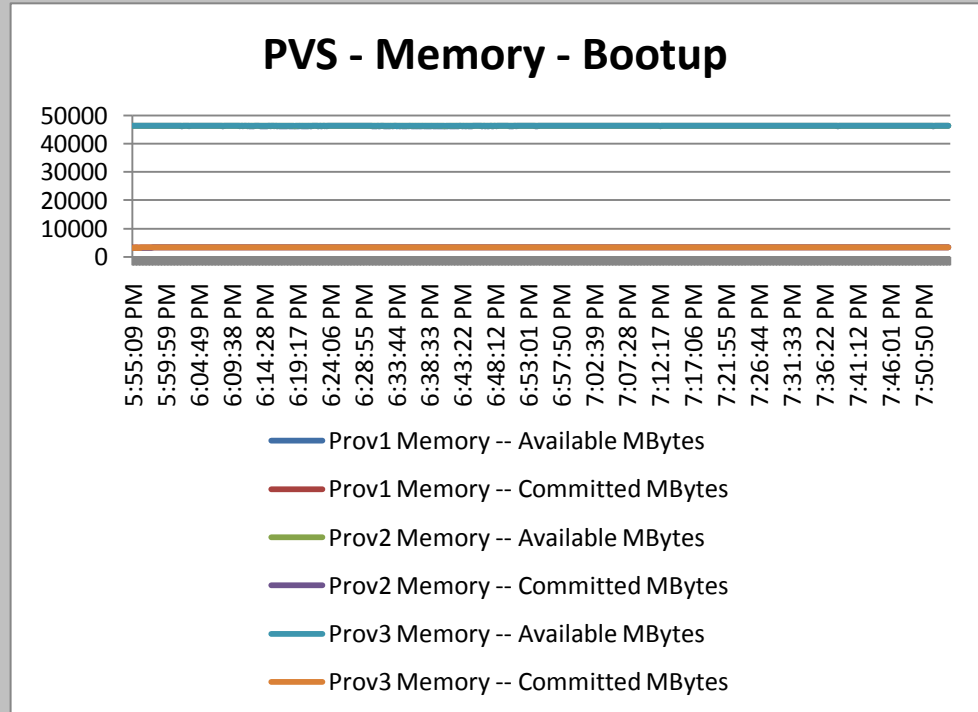 PVS - Memory - Bootup
50000
40000
30000
20000
10000
0
5:55:09 PM
5:59:59 PM
6:04:49 PM
6:09:38 PM
6:14:28 PM
6:19:17 PM
6:24:06 PM
6:28:55 PM
6:33:44 PM
6:38:33 PM
6:43:22 PM
6:48:12 PM
6:53:01 PM
6:57:50 PM
7:02:39 PM
7:07:28 PM
7:12:17 PM
7:17:06 PM
7:21:55 PM
7:26:44 PM
7:31:33 PM
7:36:22 PM
7:41:12 PM
7:46:01 PM
7:50:50 PM
Prov1 Memory -- Available MBytes
Prov1 Memory -- Committed MBytes
Prov2 Memory -- Available MBytes
Prov2 Memory -- Committed MBytes
Prov3 Memory -- Available MBytes
Prov3 Memory -- Committed MBytes